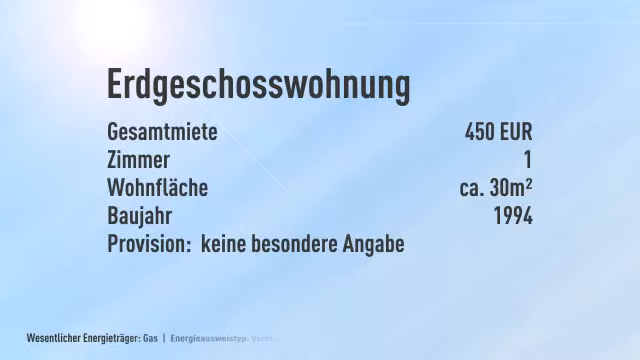 Erdgeschosswohnung
Gesamtmiete 450 EUR
Zimmer 1
Wohnfläche ca. 30m²
Baujahr 1994
Provision: keine besondere Angabe
Wesentlicher Energieträger: Gas | Energieausweistyp: